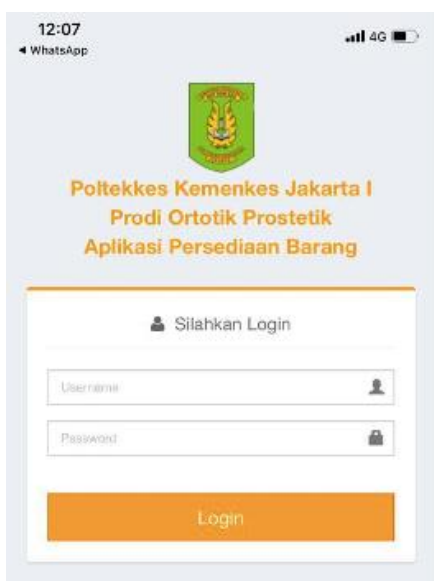 12:07
4G
◀ WhatsApp
Poltekkes Kemenkes Jakarta I
Prodi Ortotik Prostetik
Aplikasi Persediaan Barang
Silahkan Login
Username
Password
Login